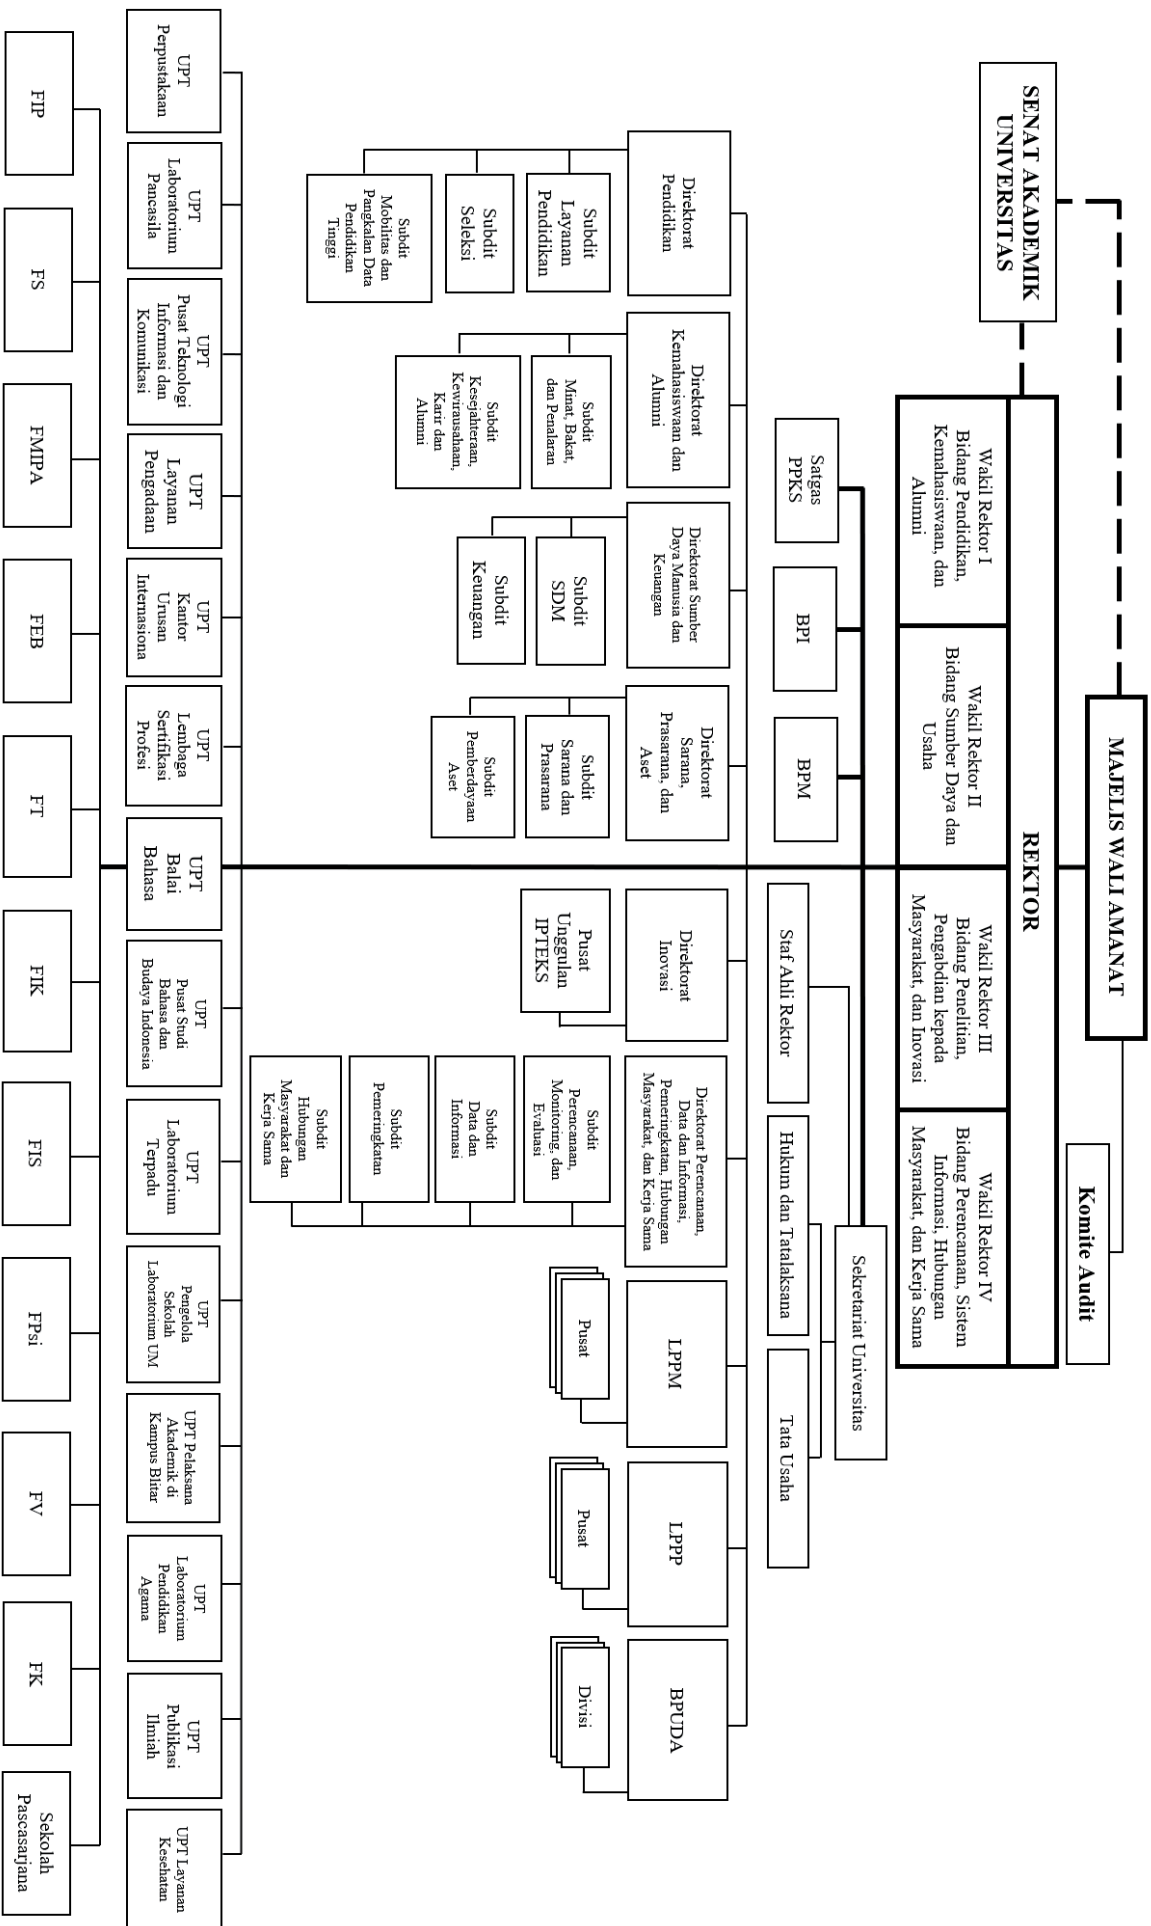 MAJELIS WALI AMANAT
SENAT AKADEMIK
UNIVERSITAS
Komite Audit
REKTOR
Wakil Rektor I
Bidang Pendidikan,
Kemahasiswaan, dan
Alumni
Wakil Rektor II
Bidang Sumber Daya dan
Usaha
Wakil Rektor III
Bidang Penelitian,
Pengabdian kepada
Masyarakat, dan Inovasi
Wakil Rektor IV
Bidang Perencanaan, Sistem
Informasi, Hubungan
Masyarakat, dan Kerja Sama
Sekretariat Universitas
Satgas
PPKS
BPI
BPM
Staf Ahli Rektor
Hukum dan Tatalaksana
Tata Usaha
Direktorat
Pendidikan
Subdit
Layanan
Pendidikan
Subdit
Seleksi
Subdit
Mobilitas dan
Pangkalan Data
Pendidikan
Tinggi
Direktorat
Kemahasiswaan dan
Alumni
Subdit
Minat, Bakat,
dan Penalaran
Subdit
Kesejahteraan,
Kewirausahaan,
Karir dan
Alumni
Direktorat Sumber
Daya Manusia dan
Keuangan
Subdit
SDM
Subdit
Keuangan
Direktorat
Sarana,
Prasarana, dan
Aset
Subdit
Sarana dan
Prasarana
Subdit
Pemberdayaan
Aset
Direktorat
Inovasi
Pusat
Unggulan
IPTEKS
Direktorat Perencanaan,
Data dan Informasi,
Pemeringkatan, Hubungan
Masyarakat, dan Kerja Sama
Subdit
Perencanaan,
Monitoring, dan
Evaluasi
Subdit
Data dan
Informasi
Subdit
Pemeringkatan
Subdit
Hubungan
Masyarakat dan
Kerja Sama
LPPM
Pusat
LPPP
Pusat
BPUDA
Divisi
UPT
Perpustakaan
UPT
Laboratorium
Pancasila
UPT
Pusat Teknologi
Informasi dan
Komunikasi
UPT
Layanan
Pengadaan
UPT
Kantor
Urusan
Internasiona
UPT
Lembaga
Sertifikasi
Profesi
UPT
Balai
Bahasa
UPT
Pusat Studi
Bahasa dan
Budaya Indonesia
UPT
Laboratorium
Terpadu
UPT
Pengelola
Sekolah
Laboratorium UM
UPT Pelaksana
Akademik di
Kampus Blitar
UPT
Laboratorium
Pendidikan
Agama
UPT
Publikasi
Ilmiah
UPT Layanan
Kesehatan
FIP
FS
FMIPA
FEB
FT
FIK
FIS
FPsi
FV
FK
Sekolah
Pascasarjana